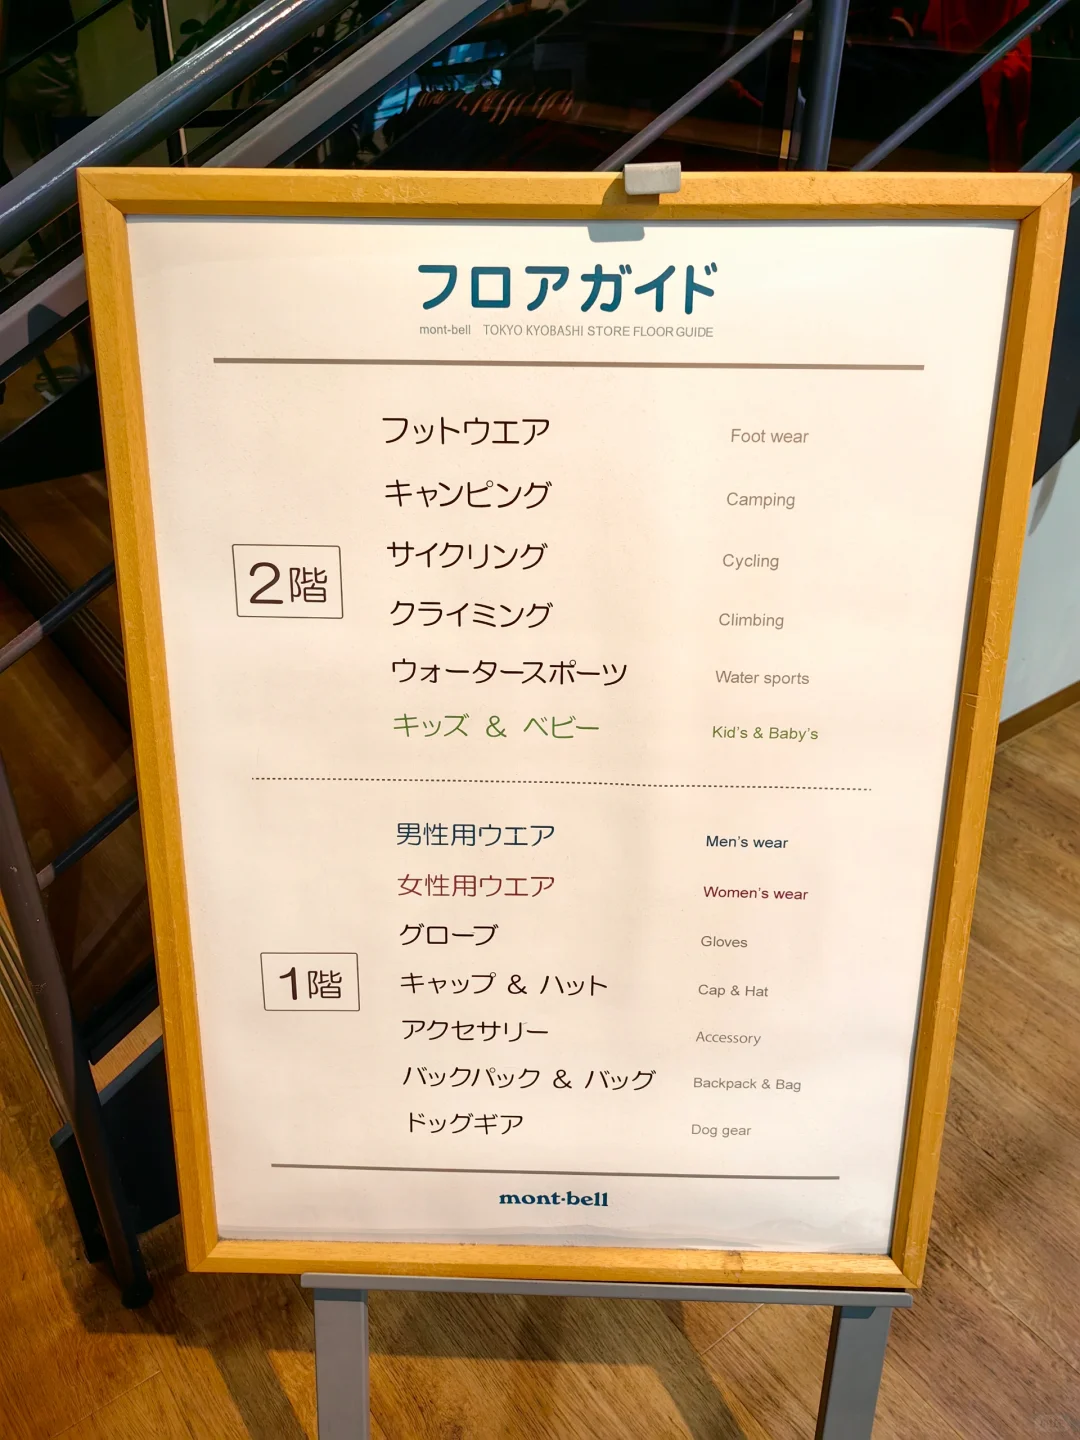 フロアガイド
mont-bell TOKYO KYOBASHI STORE FLOOR GUIDE
2階
フットウエア Foot wear
キャンピング Camping
サイクリング Cycling
クライミング Climbing
ウォータースポーツ Water sports
キッズ & ベビー Kid's & Baby's
1階
男性用ウエア Men's wear
女性用ウエア Women's wear
グローブ Gloves
キャップ & ハット Cap & Hat
アクセサリー Accessory
バックパック & バッグ Backpack & Bag
ドッグギア Dog gear
mont·bell